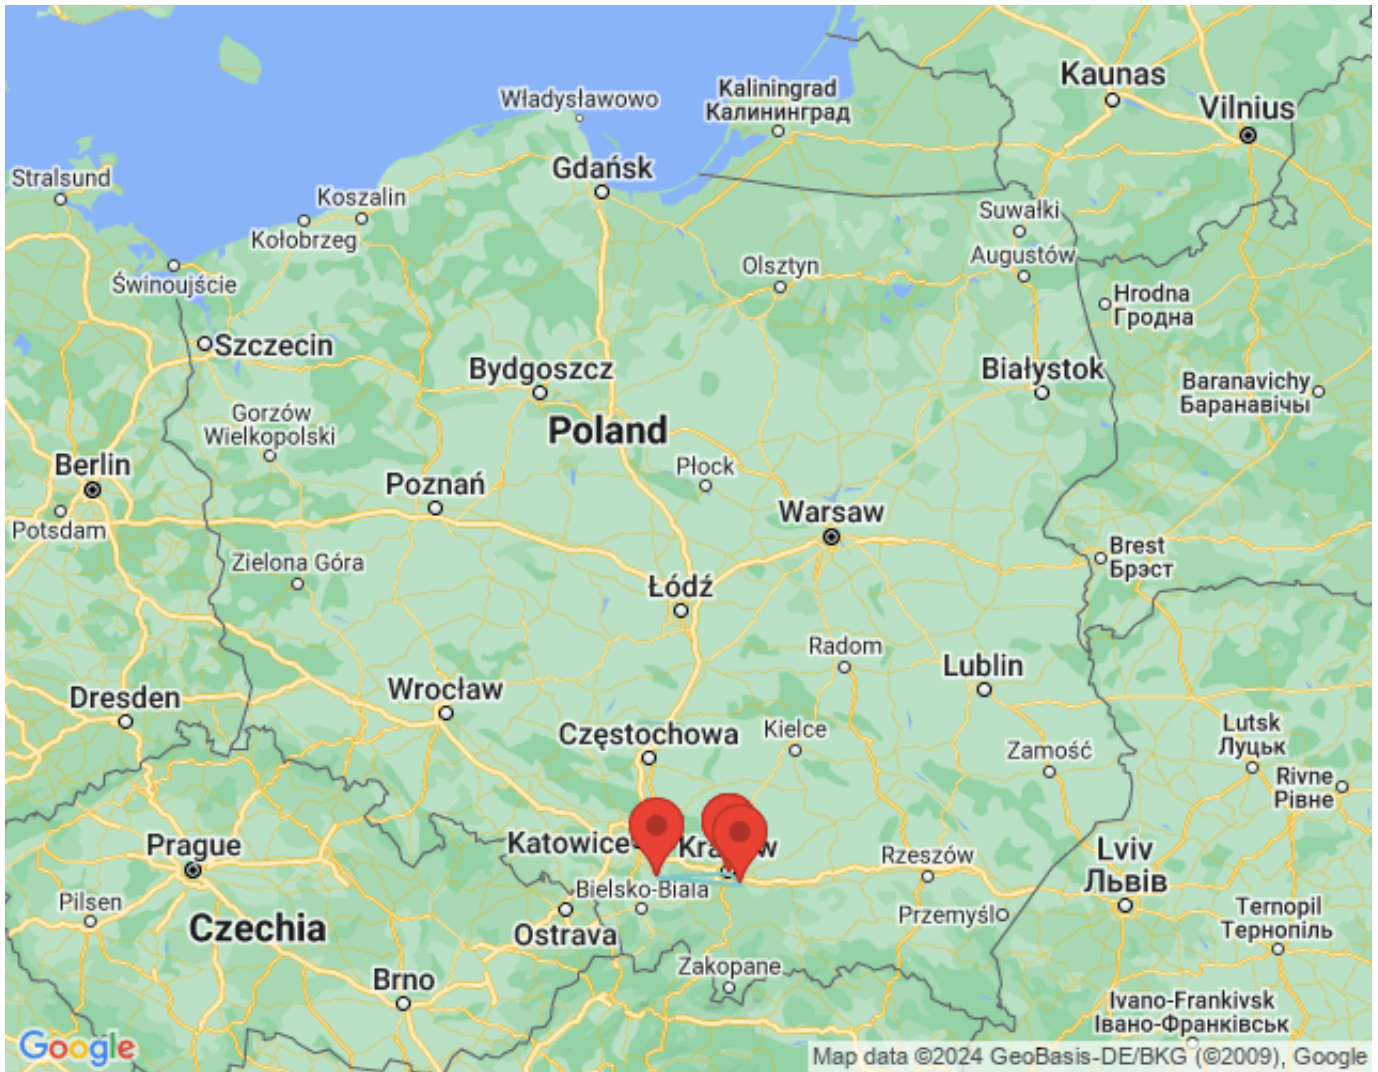 Kaunas
Vilnius
Kaliningrad
Калининград
Władysławowo
Gdańsk
Stralsund
Koszalin
Kołobrzeg
Suwałki
Augustów
Olsztyn
Świnoujście
Hrodna
Гродна
Szczecin
Bydgoszcz
Białystok
Baranavichy
Баранавічы
Gorzów
Wielkopolski
Poland
Berlin
Płock
Poznań
Warsaw
Potsdam
Brest
Брэст
Zielona Góra
Łódź
Radom
Lublin
Wrocław
Dresden
Częstochowa
Kielce
Lutsk
Луцьк
Zamość
Rivne
Рівне
Katowice
Prague
Rzeszów
Lviv
Львів
Bielsko-Biała
Pilsen
Przemyśl
Ternopil
Тернопіль
Czechia
Ostrava
Zakopane
Brno
Ivano-Frankivsk
Івано-Франківськ
Google
Map data ©2024 GeoBasis-DE/BKG (©2009), Google